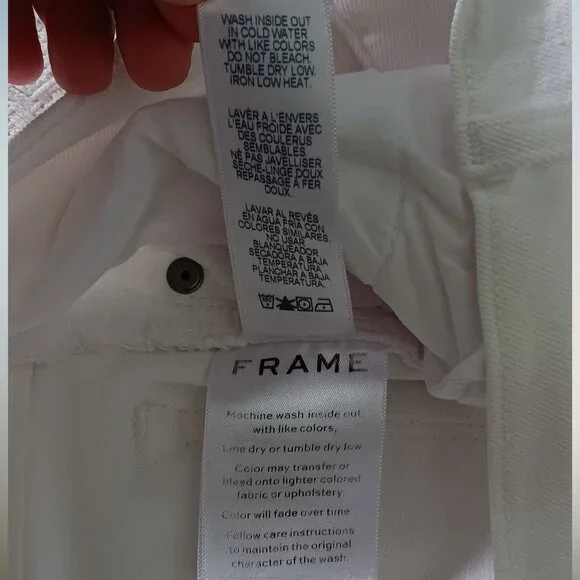 WASH INSIDE OUT
IN COLD WATER
WITH LIKE COLORS
DO NOT BLEACH.
TUMBLE DRY LOW.
IRON LOW HEAT.
LAVÉR A L'ENVERS
L'EAU FROIDE AVEC
DES COULERUS
SEMBLABLES
NE PAS JAVELLISER
SÉCHE-LINGE DOUX
REPASSAGE À FER
DOUX.
LAVAR AL REVÉS
EN AGUA FRÍA CON
COLORES SIMILARES.
NO USAR
BLANQUEADOR
SECADORA A BAJA
TEMPERATURA.
PLANCHAR A BAJA
TEMPERATURA.
FRAME
Machine wash inside out,
with like colors,
Line dry or tumble dry low
Color may transfer or
bleed onto lighter colored
fabric or upholstery.
Color will fade over time.
Follow care instructions
to maintain the original
character of the wash.